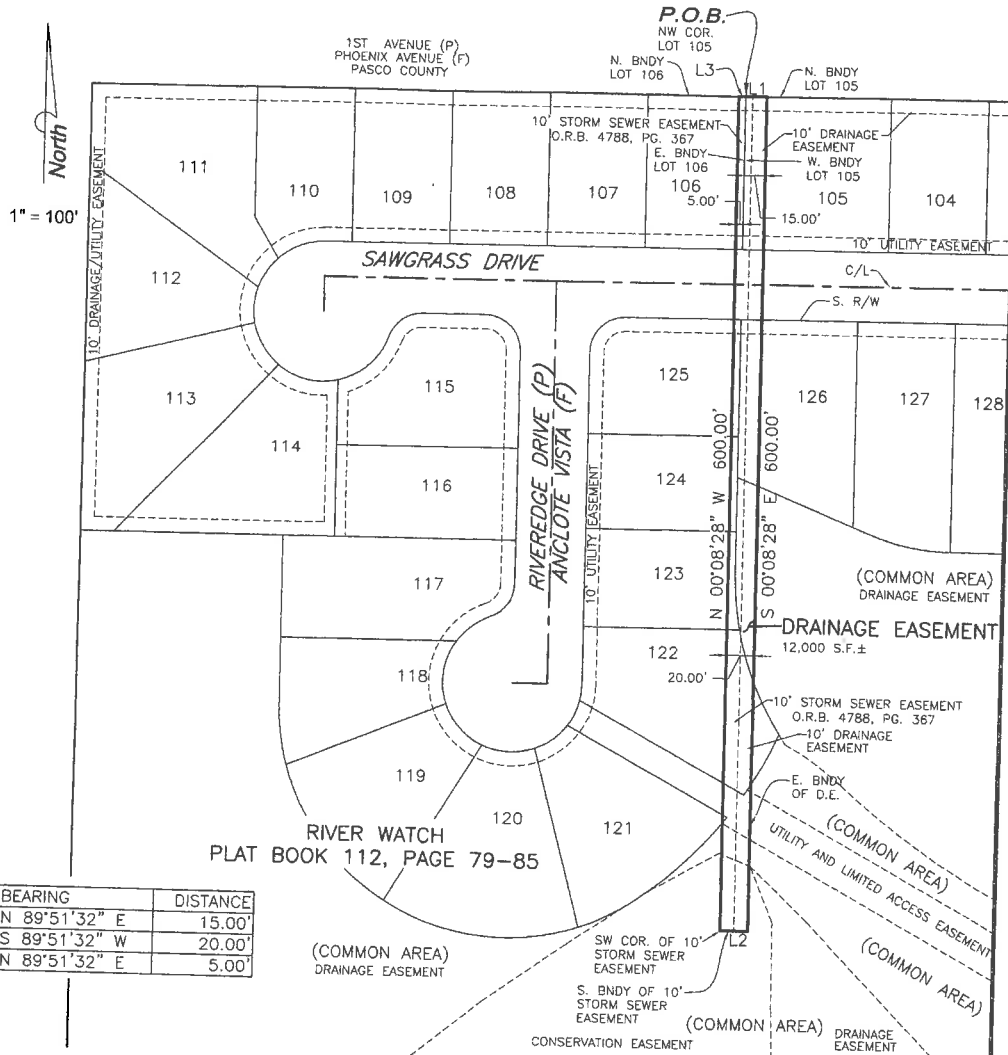 P.O.B.
NW COR.
LOT 105
1ST AVENUE (P)
PHOENIX AVENUE (F)
PASCO COUNTY
N. BNDY
LOT 106
L3
L1
N. BNDY
LOT 105
North
1" = 100'
10' STORM SEWER EASEMENT
O.R.B. 4788, PG. 367
E. BNDY
LOT 106
10' DRAINAGE
EASEMENT
W. BNDY
LOT 105
10' DRAINAGE/UTILITY EASEMENT
111
110
109
108
107
106
105
104
5.00'
15.00'
10' UTILITY EASEMENT
SAWGRASS DRIVE
C/L
S. R/W
112
113
114
115
116
RIVEREDGE DRIVE (P)
ANCLOTE VISTA (F)
10' UTILITY EASEMENT
125
124
123
122
126
127
128
N 00°08'28" W 600.00'
S 00°08'28" E 600.00'
(COMMON AREA)
DRAINAGE EASEMENT
DRAINAGE EASEMENT
12,000 S.F.±
20.00'
117
118
119
120
121
10' STORM SEWER EASEMENT
O.R.B. 4788, PG. 367
10' DRAINAGE
EASEMENT
E. BNDY
OF D.E.
(COMMON AREA)
UTILITY AND LIMITED ACCESS EASEMENT
(COMMON AREA)
RIVER WATCH
PLAT BOOK 112, PAGE 79-85
BEARING DISTANCE
N 89°51'32" E 15.00'
S 89°51'32" W 20.00'
N 89°51'32" E 5.00'
(COMMON AREA)
DRAINAGE EASEMENT
SW COR. OF 10'
STORM SEWER
EASEMENT
L2
S. BNDY OF 10'
STORM SEWER
EASEMENT
(COMMON AREA)
DRAINAGE
EASEMENT
CONSERVATION EASEMENT